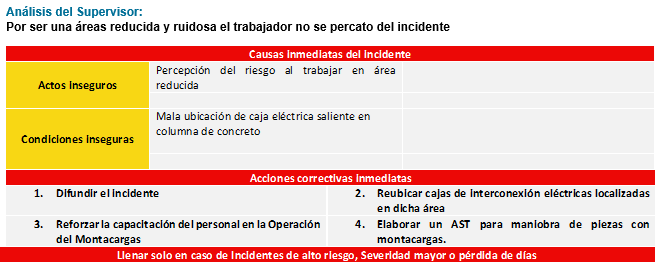 Análisis del Supervisor:
Por ser una áreas reducida y ruidosa el trabajador no se percato del incidente
Causas inmediatas del incidente
Actos inseguros
Percepción del riesgo al trabajar en área
reducida
Condiciones inseguras
Mala ubicación de caja eléctrica saliente en
columna de concreto
Acciones correctivas inmediatas
1. Difundir el incidente
2. Reubicar cajas de interconexión eléctricas localizadas
en dicha área
3. Reforzar la capacitación del personal en la Operación
del Montacargas
4. Elaborar un AST para maniobra de piezas con
montacargas.
Llenar solo en caso de incidentes de alto riesgo, Severidad mayor o pérdida de días